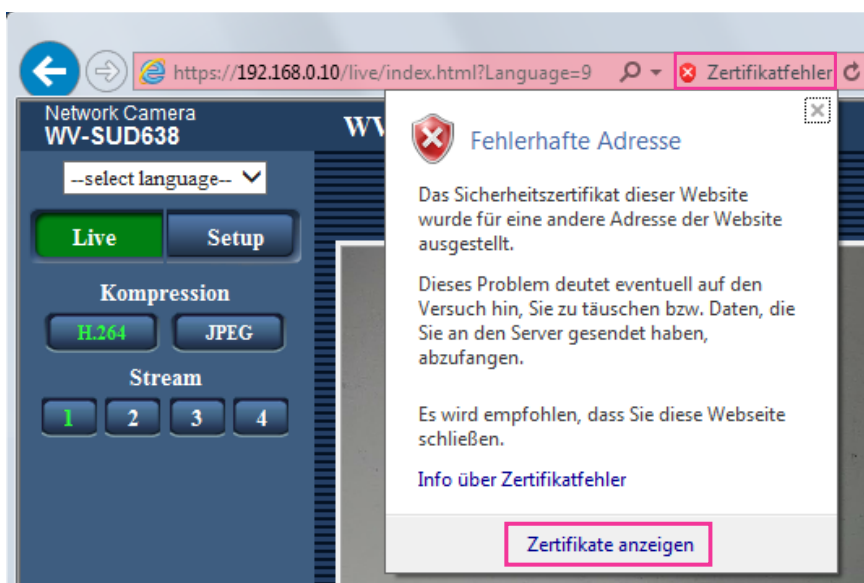 https://192.168.0.10/live/index.html?Language=9
Zertifikatfehler
Network Camera
WV-SUD638
WV
--select language--
Live
Setup
Kompression
H.264
JPEG
Stream
1
2
3
4
Fehlerhafte Adresse
Das Sicherheitszertifikat dieser Website
wurde für eine andere Adresse der Website
ausgestellt.
Dieses Problem deutet eventuell auf den
Versuch hin, Sie zu täuschen bzw. Daten, die
Sie an den Server gesendet haben,
abzufangen.
Es wird empfohlen, dass Sie diese Webseite
schließen.
Info über Zertifikatfehler
Zertifikate anzeigen